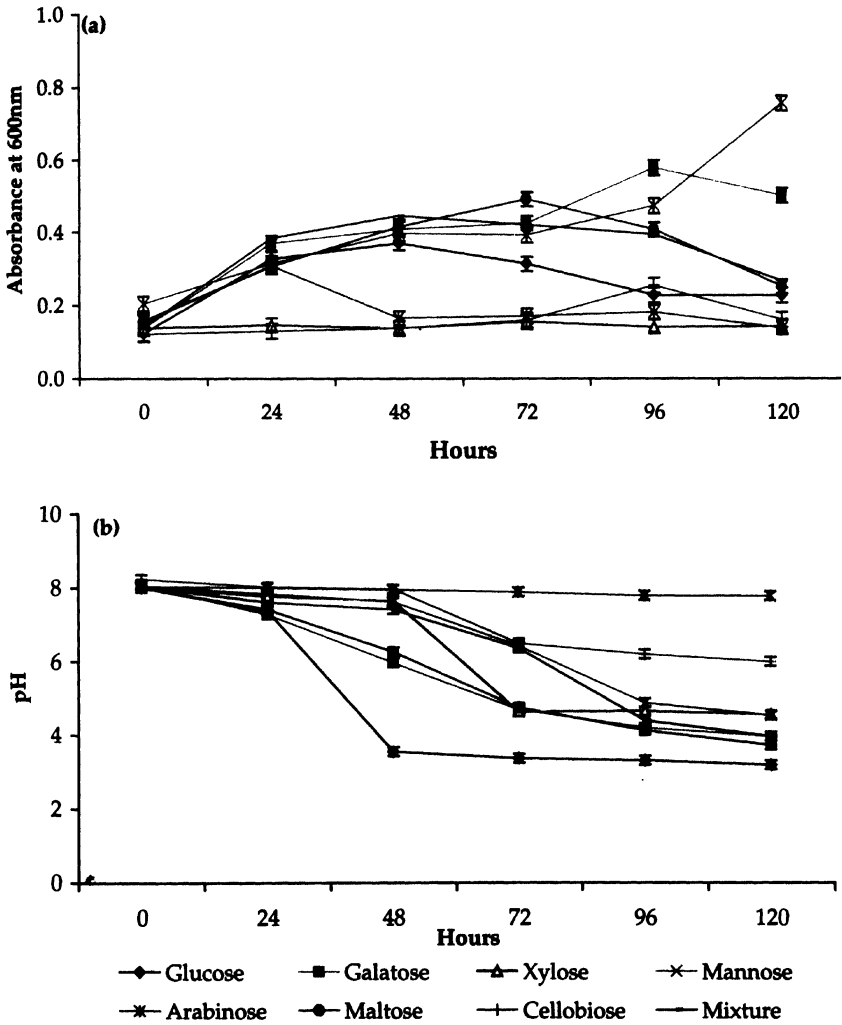 (a)
Absorbance at 600nm
1.0
0.8
0.6
0.4
0.2
0.0
0 24 48 72 96 120
Hours
(b)
pH
10
8
6
4
2
0
0 24 48 72 96 120
Hours
Glucose Galatose Xylose Mannose
Arabinose Maltose Cellobiose Mixture